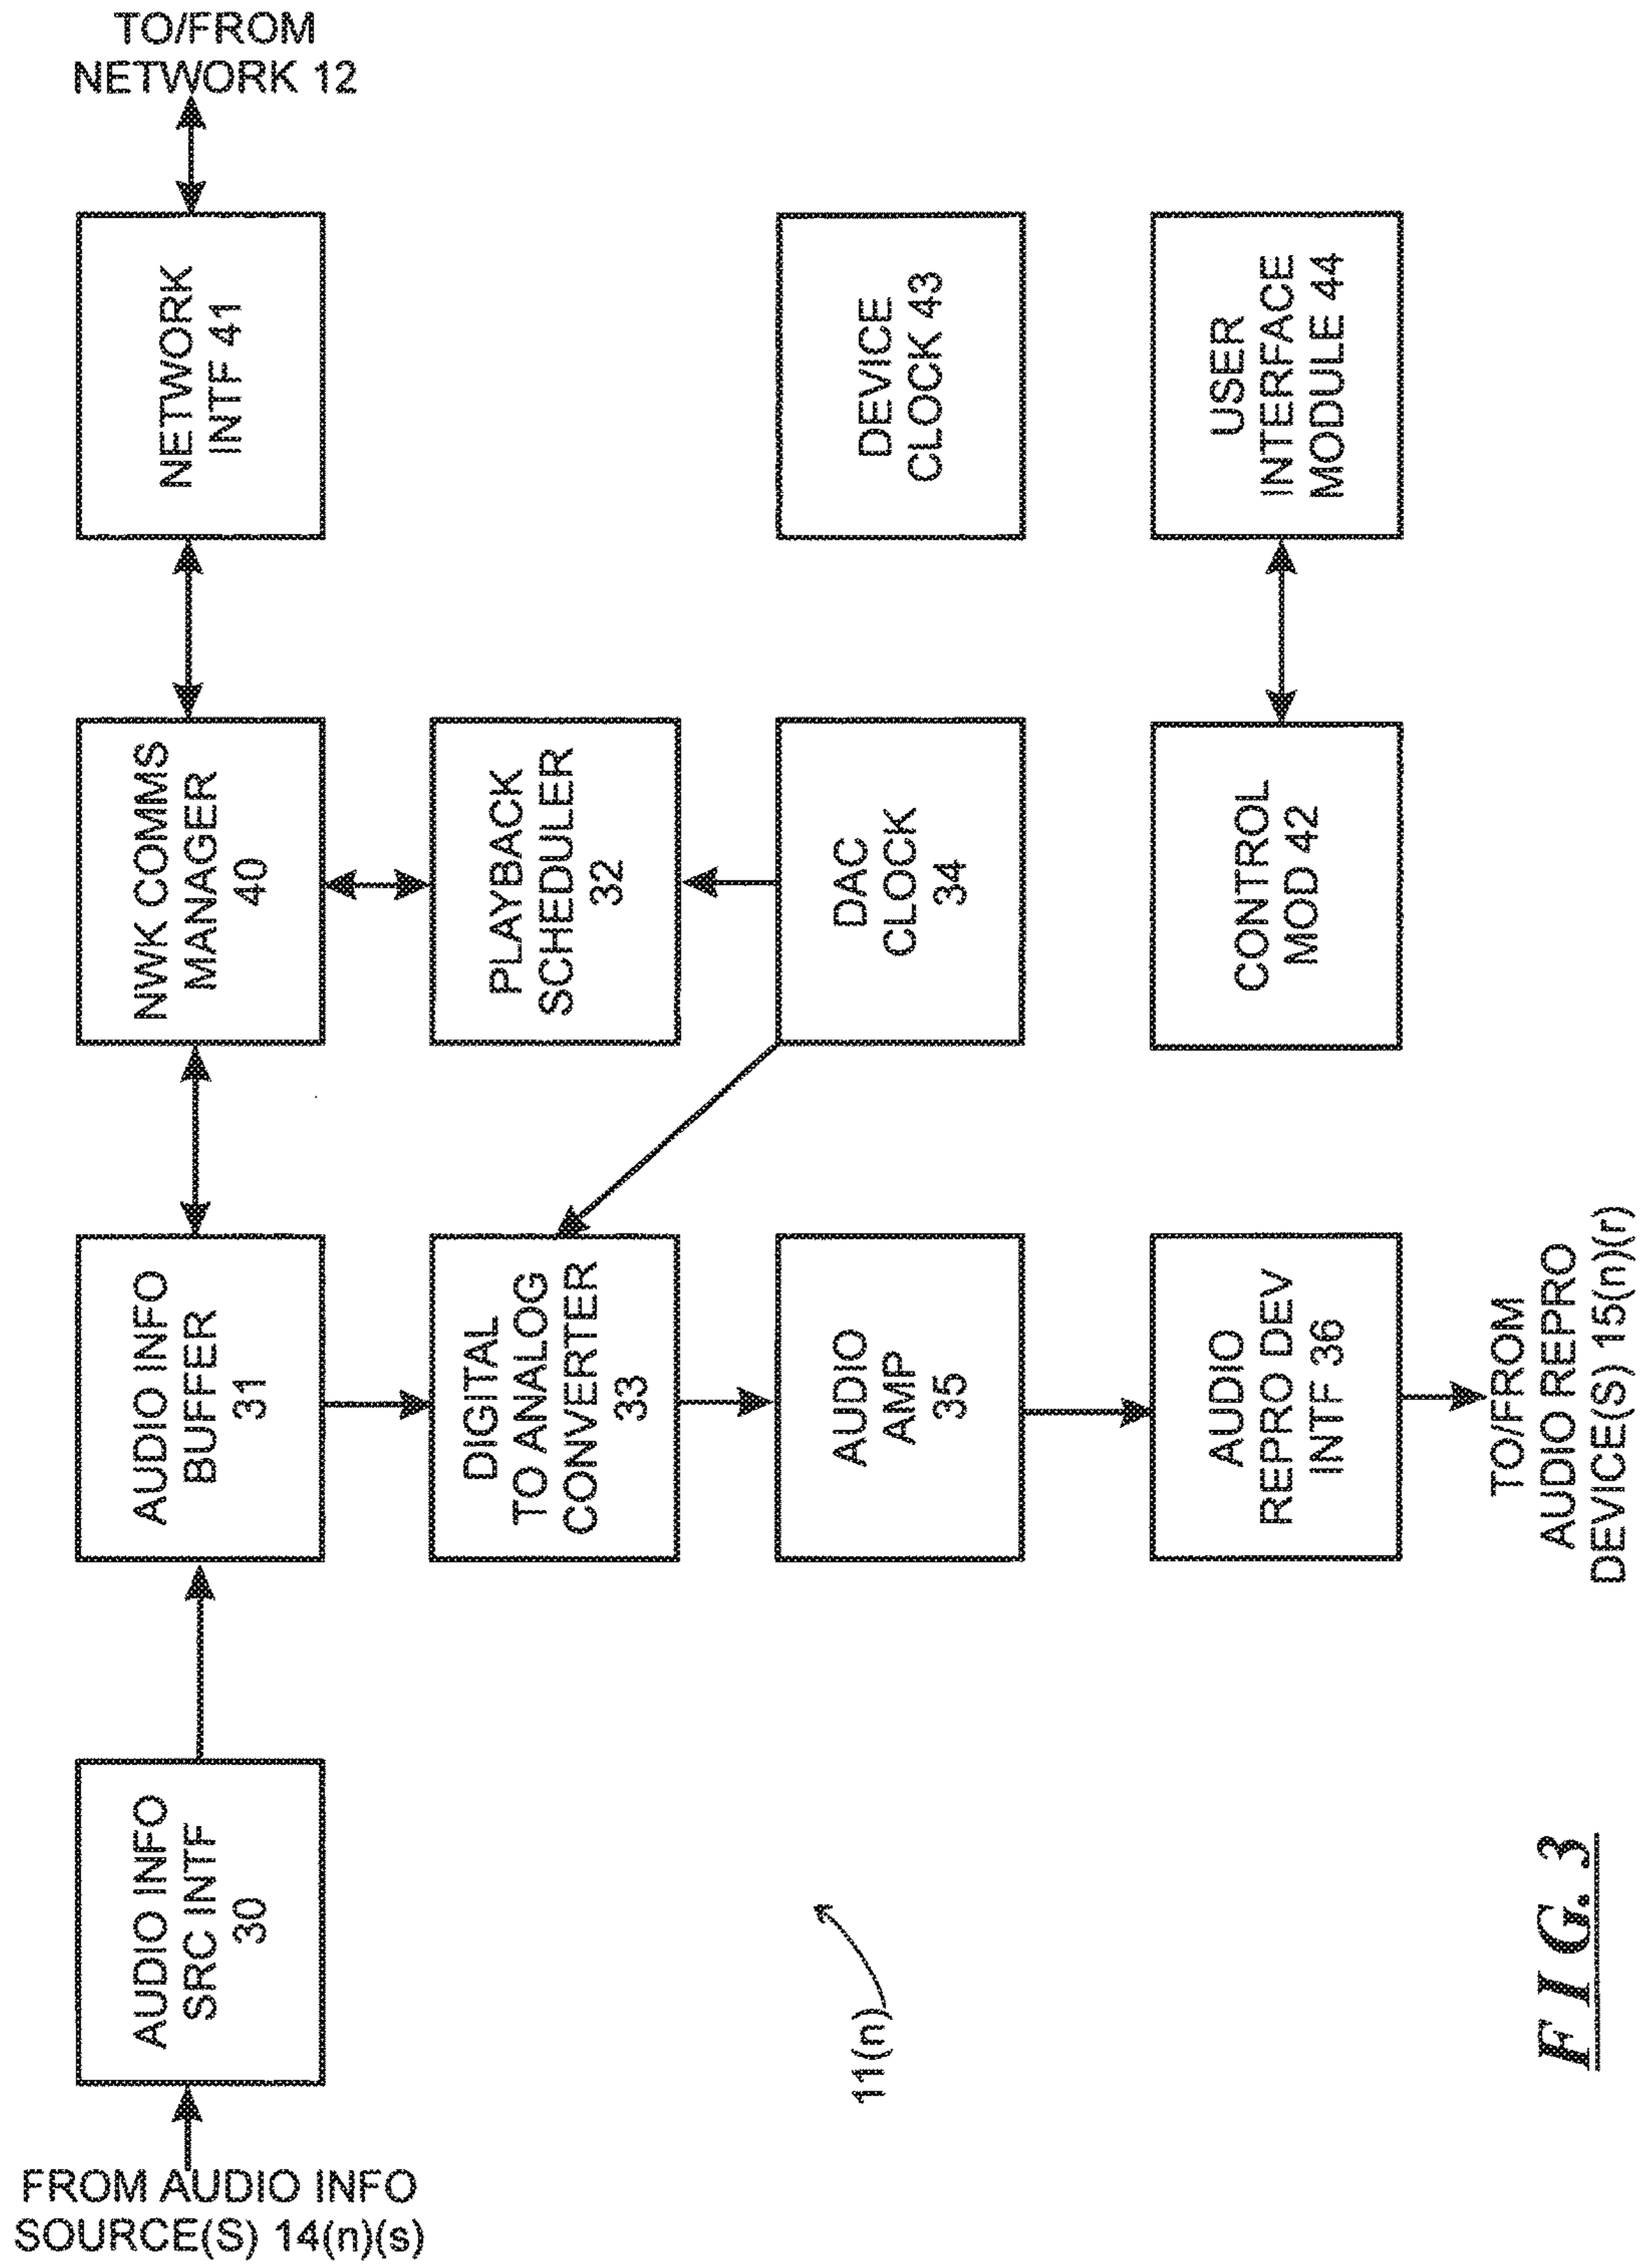 TO/FROM
NETWORK 12
NETWORK
INTF 41
DEVICE
CLOCK 43
USER
INTERFACE
MODULE 44
NWK COMMS
MANAGER
40
PLAYBACK
SCHEDULER
32
DAC
CLOCK
34
CONTROL
MOD 42
AUDIO INFO
BUFFER
31
DIGITAL
TO ANALOG
CONVERTER
33
AUDIO
AMP
35
AUDIO
REPRO DEV
INTF 36
TO/FROM
AUDIO REPRO
DEVICE(S) 15(n)(r)
AUDIO INFO
SRC INTF
30
FROM AUDIO INFO
SOURCE(S) 14(n)(s)
11(n)
FIG. 3